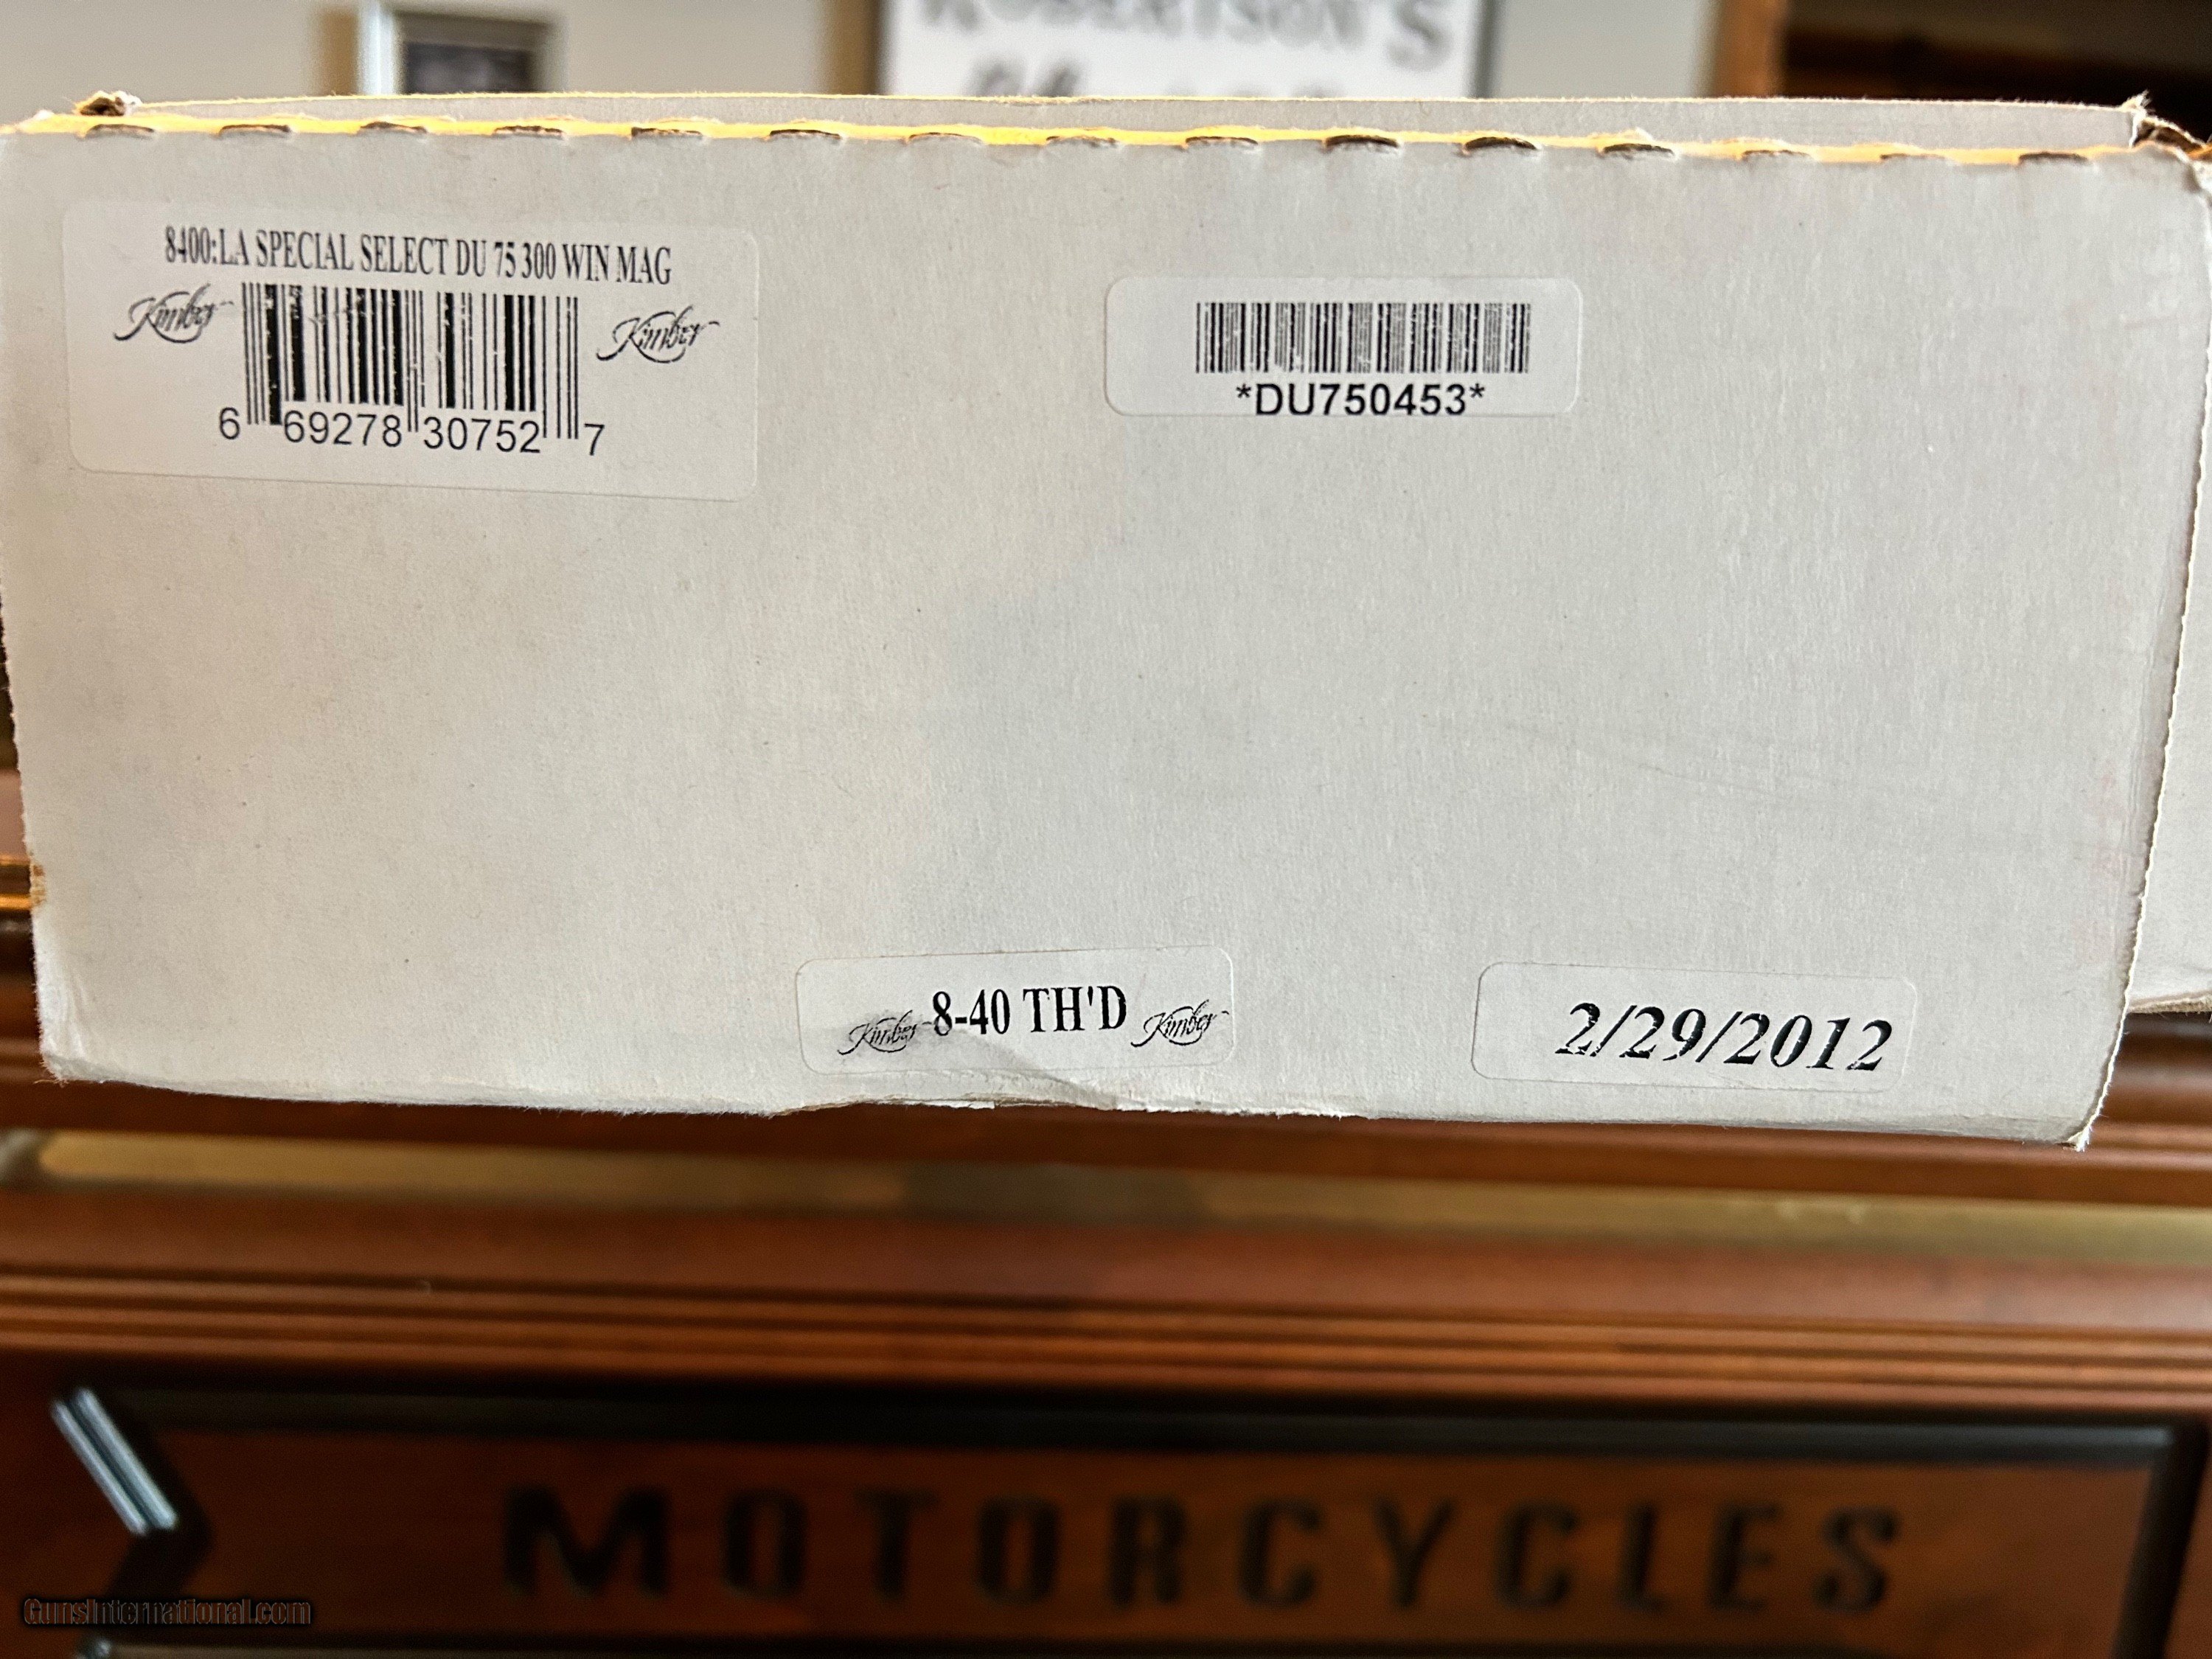 ROBERTSON'S
8400:LA SPECIAL SELECT DU 75 300 WIN MAG
Kimber
Kimber
6 69278 30752 7
*DU750453*
Kimber 8-40 TH'D Kimber
2/29/2012
MOTORCYCLES
GunsInternational.com